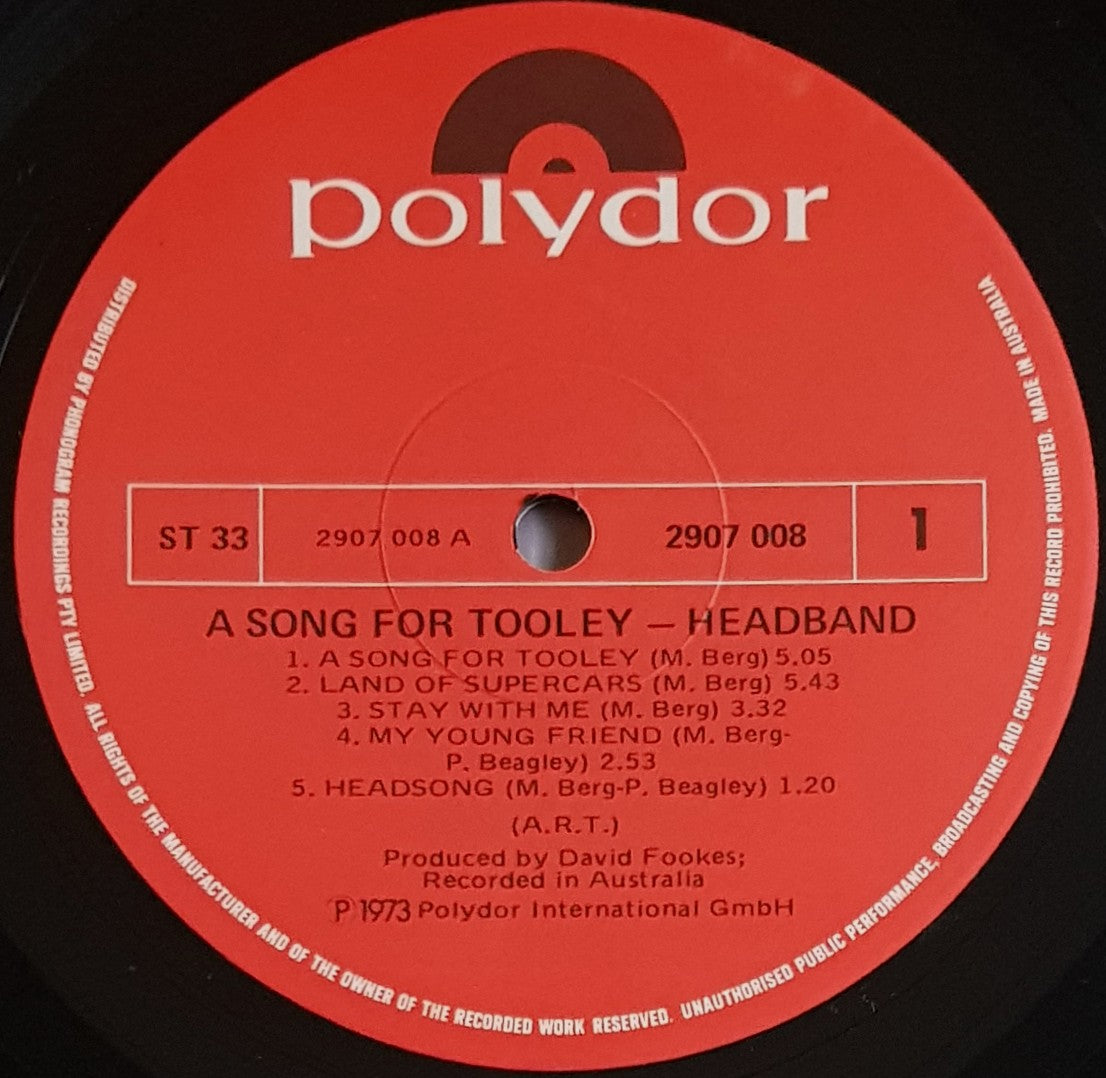 polydor
ST 33
2907 008 A
2907 008
1
A SONG FOR TOOLEY – HEADBAND
1. A SONG FOR TOOLEY (M. Berg) 5.05
2. LAND OF SUPERCARS (M. Berg) 5.43
3. STAY WITH ME (M. Berg) 3.32
4. MY YOUNG FRIEND (M. Berg-
P. Beagley) 2.53
5. HEADSONG (M. Berg-P. Beagley) 1.20
(A.R.T.)
Produced by David Fookes;
Recorded in Australia
℗ 1973 Polydor International GmbH
DISTRIBUTED BY PHONOGRAM RECORDINGS PTY LIMITED. ALL RIGHTS OF THE MANUFACTURER AND OF THE OWNER OF THE RECORDED WORK RESERVED. UNAUTHORISED PUBLIC PERFORMANCE, BROADCASTING AND COPYING OF THIS RECORD PROHIBITED. MADE IN AUSTRALIA